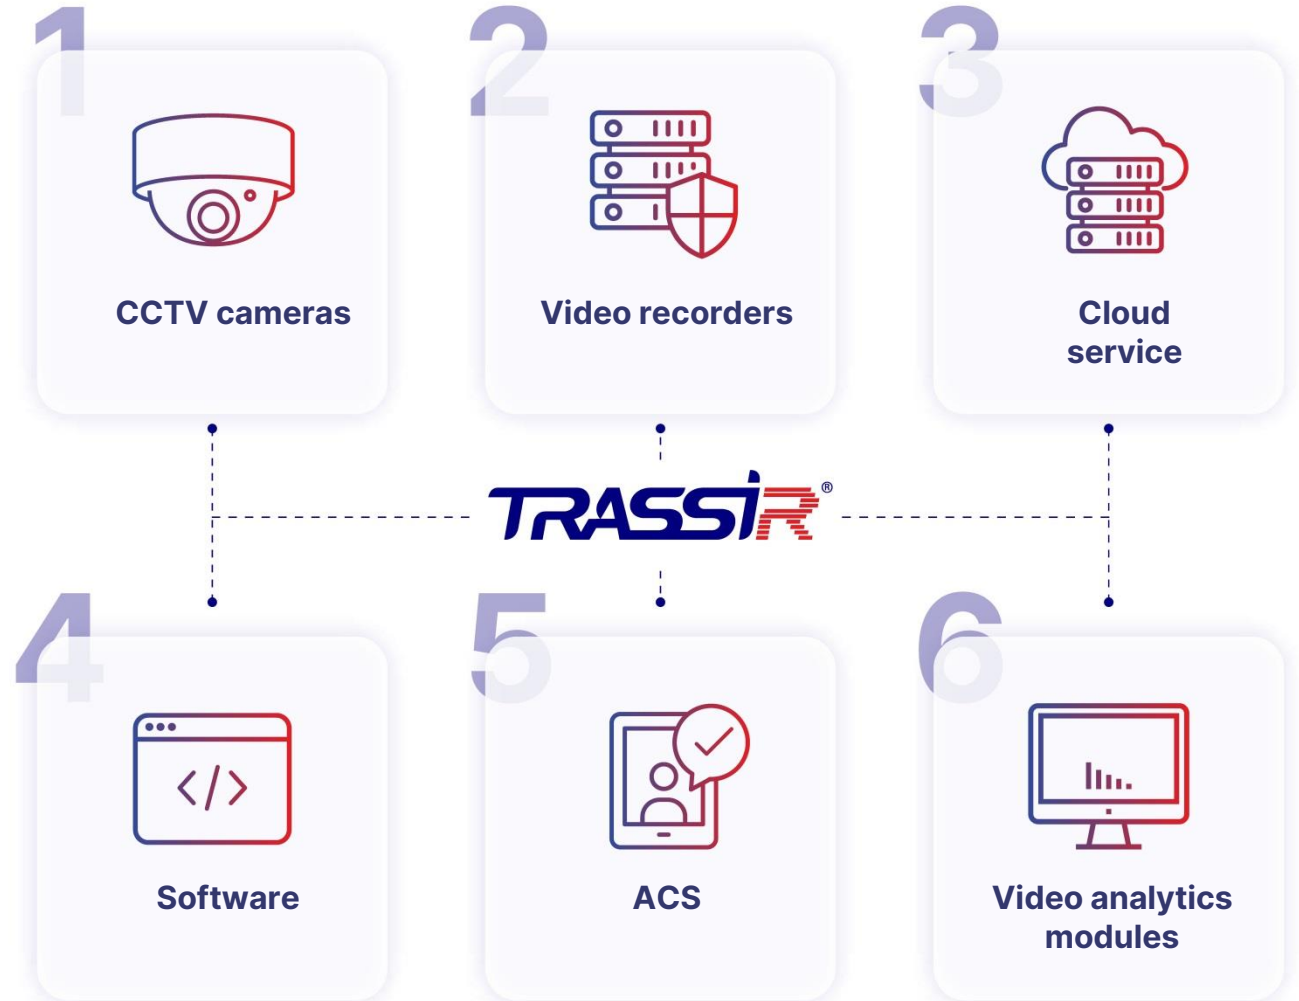 1
2
3
CCTV cameras
Video recorders
Cloud
service
TRASSIR®
4
5
6
</>
Software
ACS
Video analytics
modules